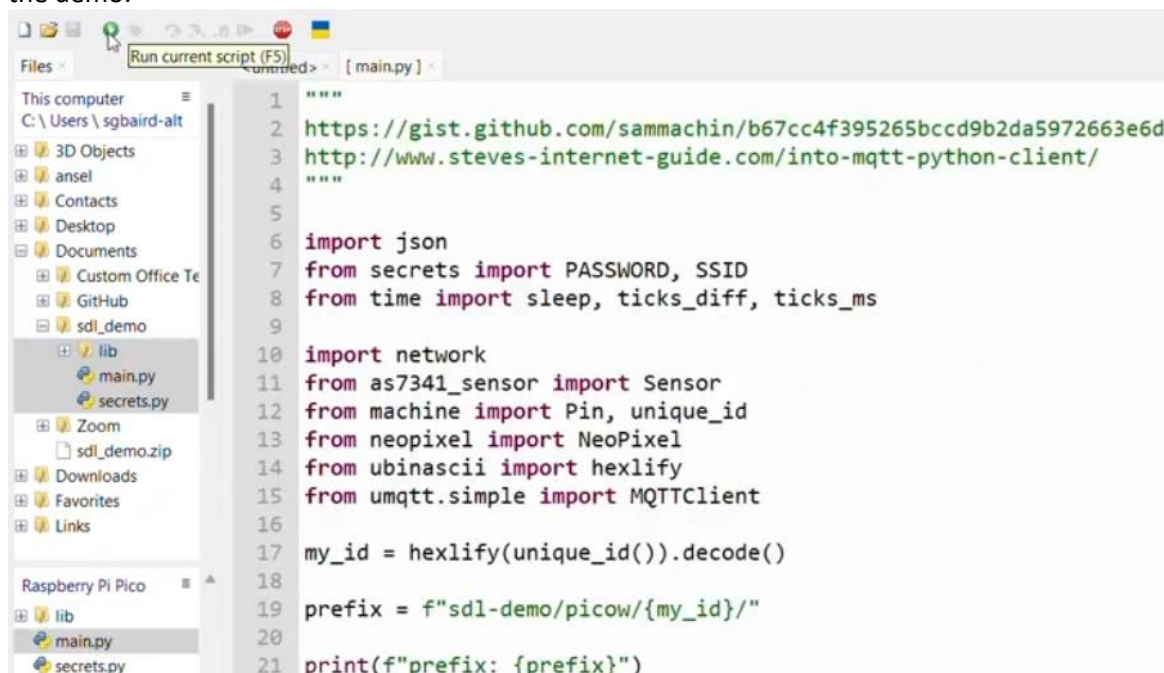 the demo.
Run current script (F5)
Files
<untitled>
[ main.py ]
This computer
C: \ Users \ sgbaird-alt
3D Objects
ansel
Contacts
Desktop
Documents
Custom Office Te
GitHub
sdl_demo
lib
main.py
secrets.py
Zoom
sdl_demo.zip
Downloads
Favorites
Links
Raspberry Pi Pico
lib
main.py
secrets.py
1 """
2 https://gist.github.com/sammachin/b67cc4f395265bccd9b2da5972663e6d
3 http://www.steves-internet-guide.com/into-mqtt-python-client/
4 """
5
6 import json
7 from secrets import PASSWORD, SSID
8 from time import sleep, ticks_diff, ticks_ms
9
10 import network
11 from as7341_sensor import Sensor
12 from machine import Pin, unique_id
13 from neopixel import NeoPixel
14 from ubinascii import hexlify
15 from umqtt.simple import MQTTClient
16
17 my_id = hexlify(unique_id()).decode()
18
19 prefix = f"sdl-demo/picow/{my_id}/"
20
21 print(f"prefix: {prefix}")